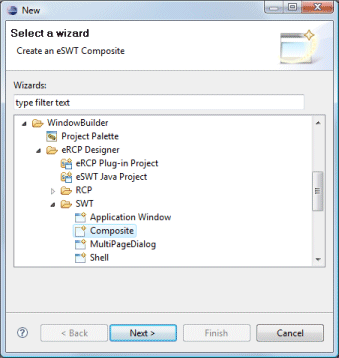 New
Select a wizard
Create an eSWT Composite
Wizards:
type filter text
WindowBuilder
Project Palette
eRCP Designer
eRCP Plug-in Project
eSWT Java Project
RCP
SWT
Application Window
Composite
MultiPageDialog
Shell
?
< Back
Next >
Finish
Cancel